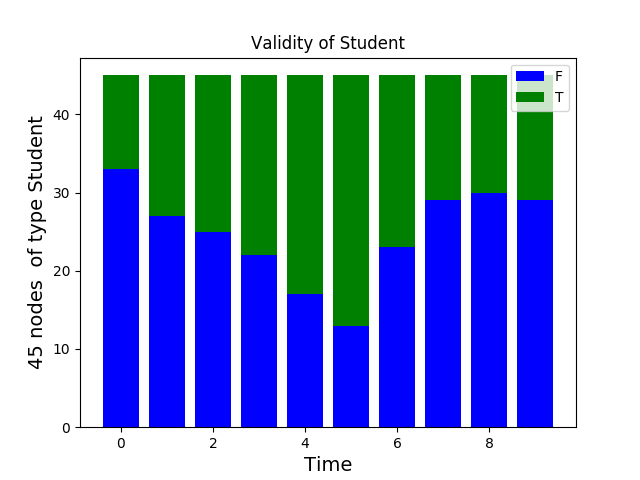 Validity of Student
F
T
45 nodes  of type Student
40
30
20
10
0
0 2 4 6 8
Time